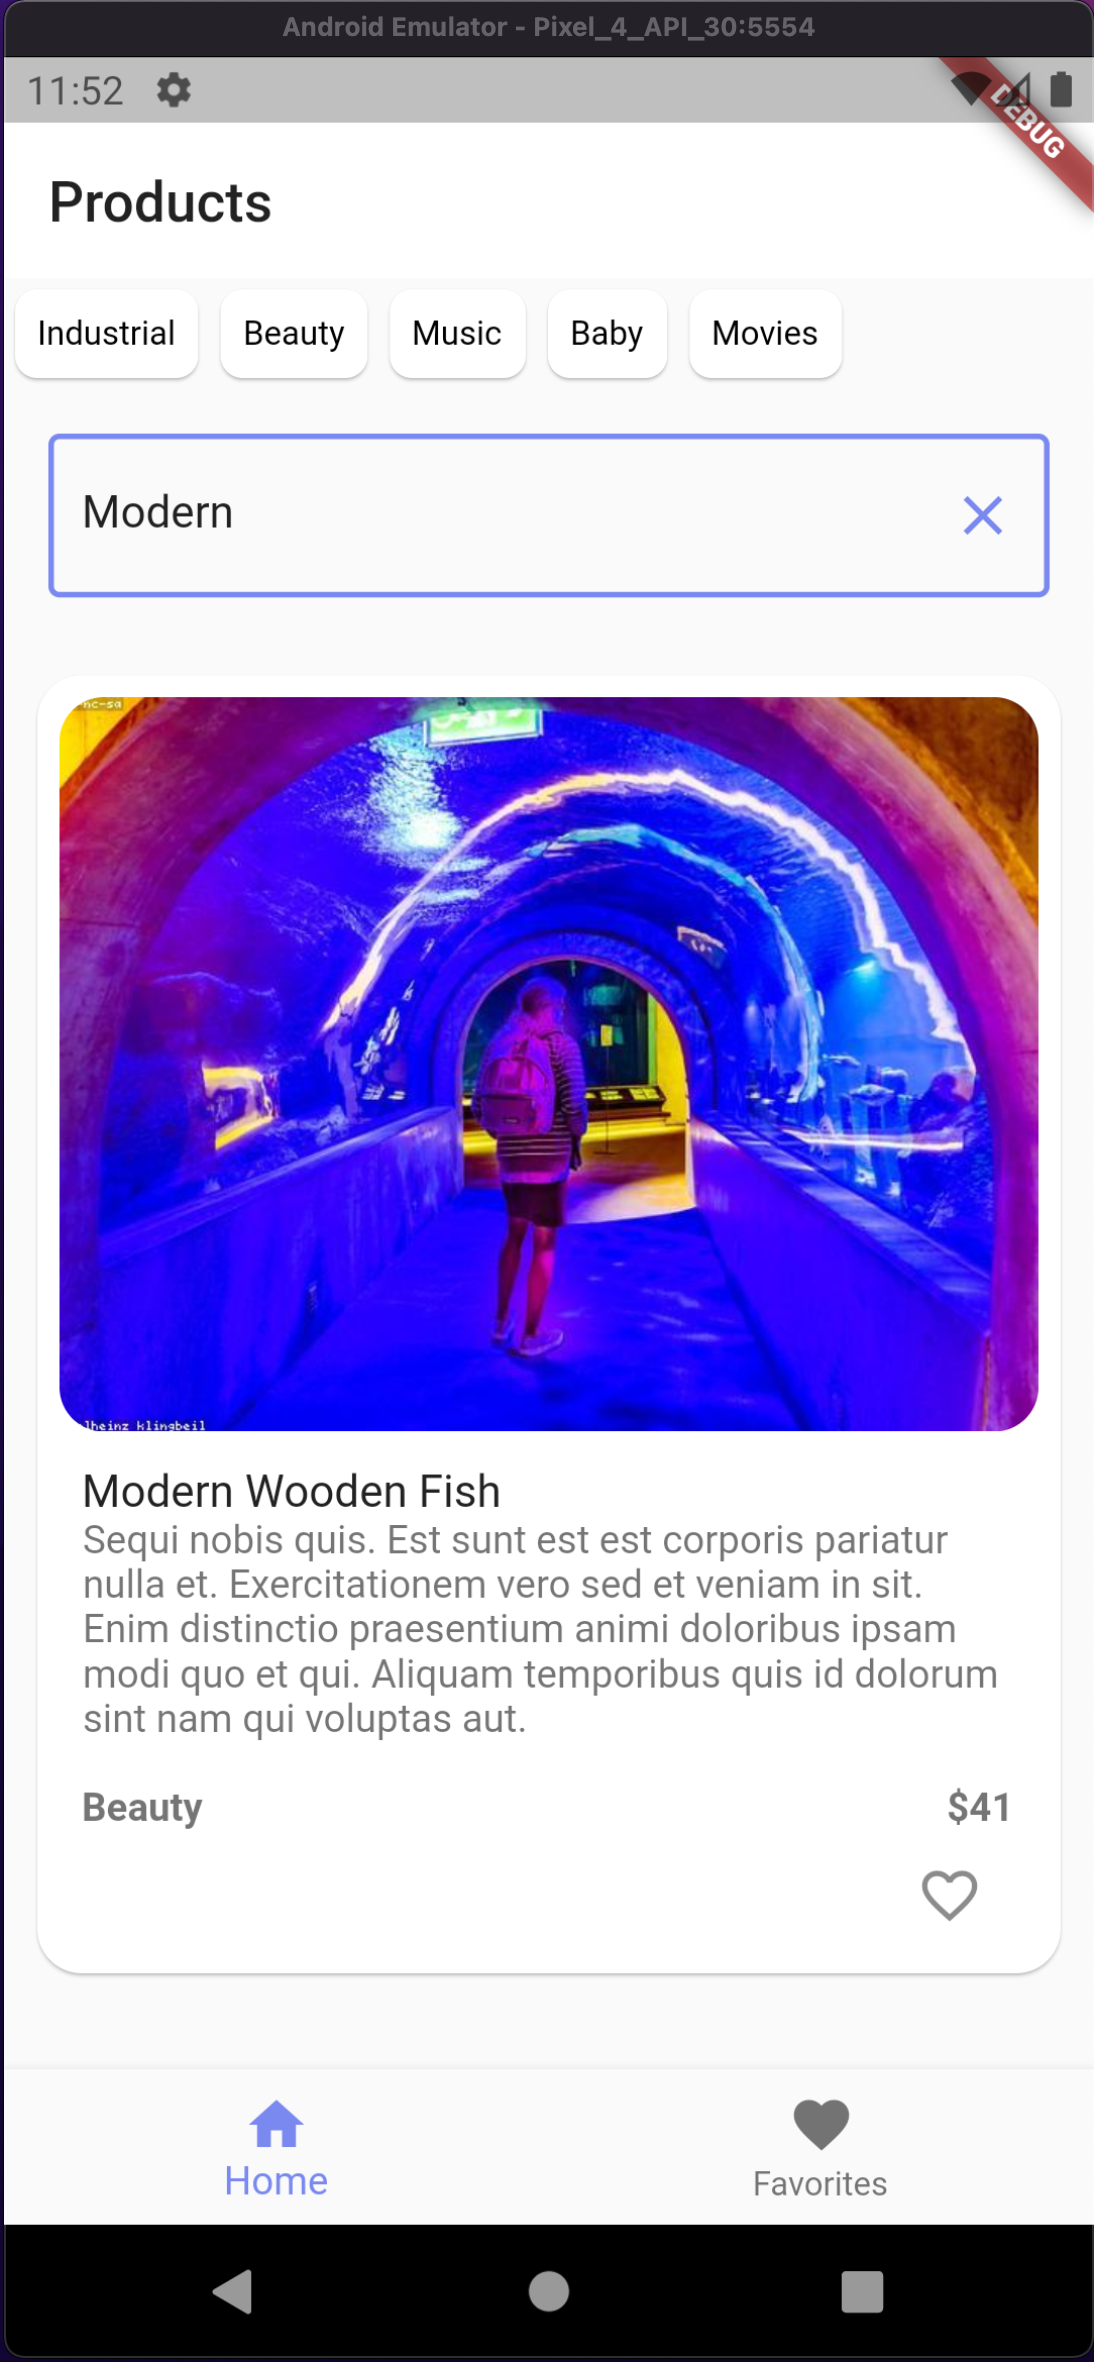 Android Emulator - Pixel_4_API_30:5554
11:52
DEBUG
Products
Industrial
Beauty
Music
Baby
Movies
Modern
nc-sa
lheinz klingbeil
Modern Wooden Fish
Sequi nobis quis. Est sunt est est corporis pariatur
nulla et. Exercitationem vero sed et veniam in sit.
Enim distinctio praesentium animi doloribus ipsam
modi quo et qui. Aliquam temporibus quis id dolorum
sint nam qui voluptas aut.
Beauty
$41
Home
Favorites